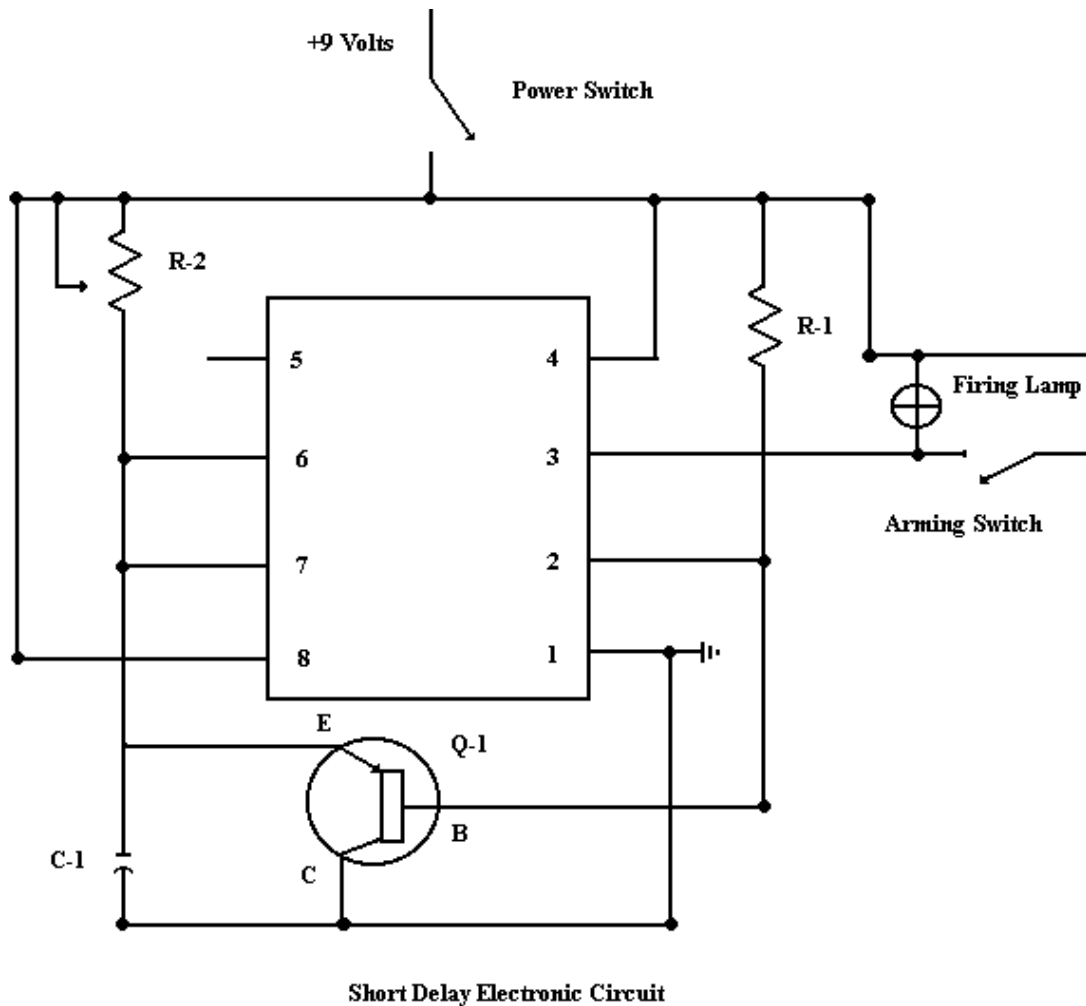 +9 Volts
Power Switch
R-2
R-1
5
4
Firing Lamp
6
3
Arming Switch
7
2
8
1
E
Q-1
B
C-1
C
Short Delay Electronic Circuit